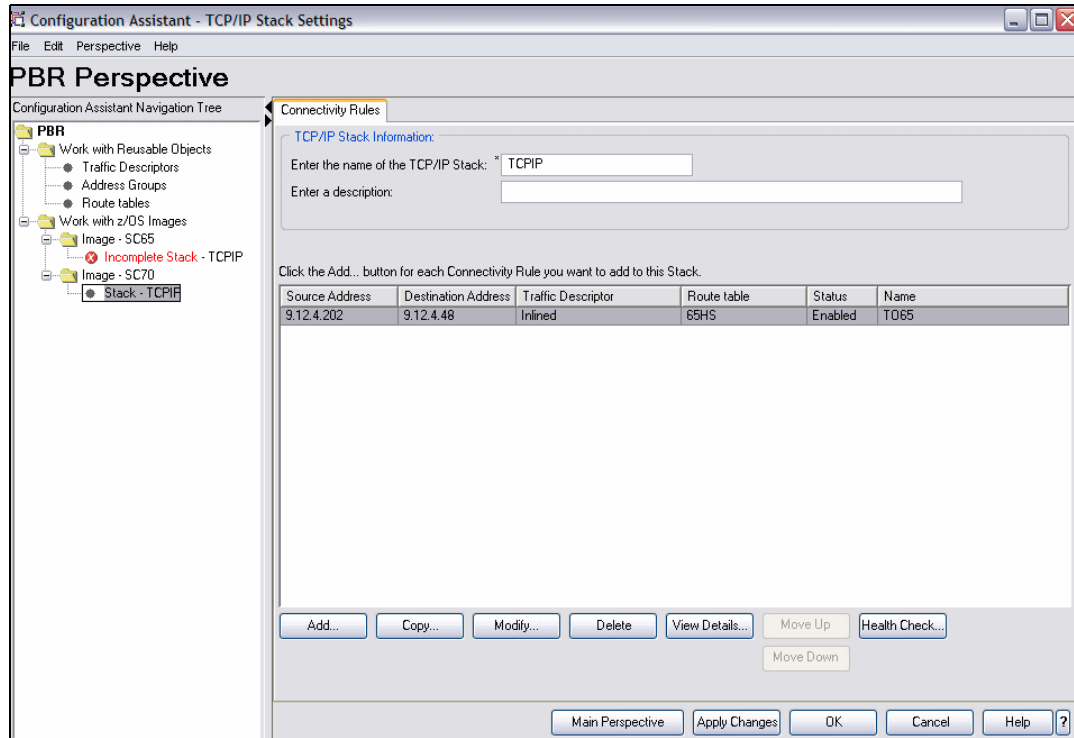 Configuration Assistant - TCP/IP Stack Settings
File Edit Perspective Help
PBR Perspective
Configuration Assistant Navigation Tree
PBR
Work with Reusable Objects
Traffic Descriptors
Address Groups
Route tables
Work with z/OS Images
Image - SC65
Incomplete Stack - TCPIP
Image - SC70
Stack - TCPIP
Connectivity Rules
TCP/IP Stack Information:
Enter the name of the TCP/IP Stack: * TCPIP
Enter a description:
Click the Add... button for each Connectivity Rule you want to add to this Stack.
Source Address Destination Address Traffic Descriptor Route table Status Name
9.12.4.202 9.12.4.48 Inlined 65HS Enabled TO65
Add... Copy... Modify... Delete View Details... Move Up Health Check...
Move Down
Main Perspective Apply Changes OK Cancel Help ?